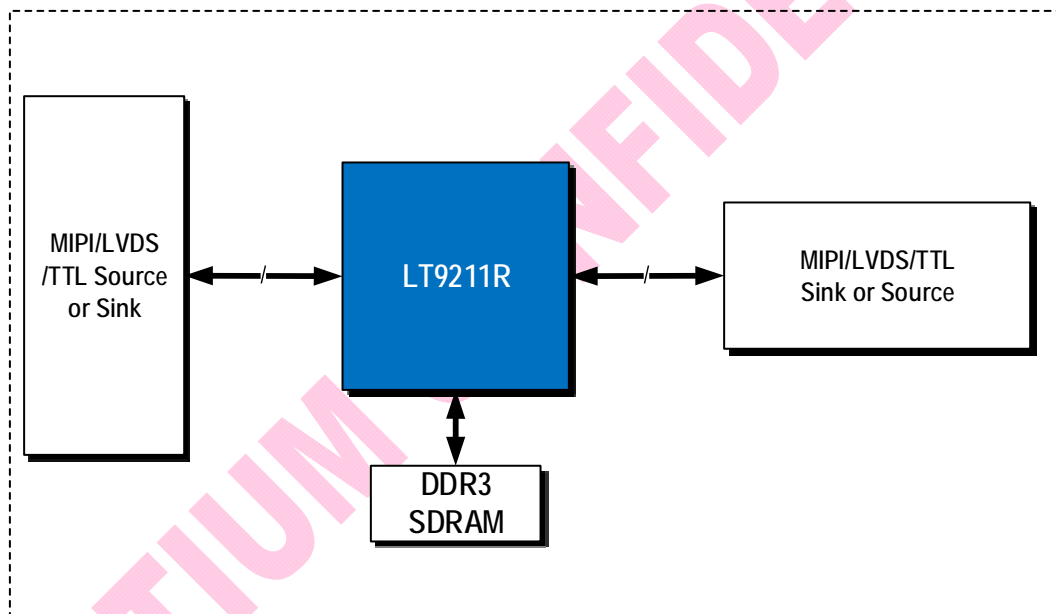 MIPI/LVDS
/TTL Source
or Sink
LT9211R
MIPI/LVDS/TTL
Sink or Source
DDR3
SDRAM